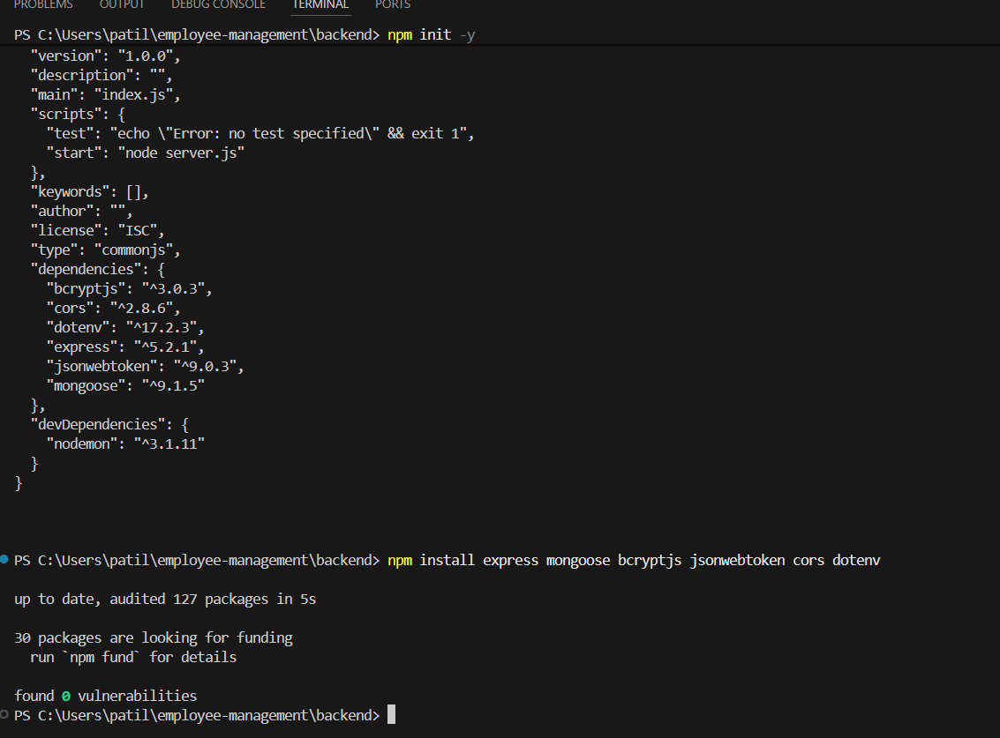 PROBLEMS OUTPUT DEBUG CONSOLE TERMINAL PORTS
PS C:\Users\patil\employee-management\backend> npm init -y
"version": "1.0.0",
"description": "",
"main": "index.js",
"scripts": {
"test": "echo \"Error: no test specified\" && exit 1",
"start": "node server.js"
},
"keywords": [],
"author": "",
"license": "ISC",
"type": "commonjs",
"dependencies": {
"bcryptjs": "^3.0.3",
"cors": "^2.8.6",
"dotenv": "^17.2.3",
"express": "^5.2.1",
"jsonwebtoken": "^9.0.3",
"mongoose": "^9.1.5"
},
"devDependencies": {
"nodemon": "^3.1.11"
}
}
PS C:\Users\patil\employee-management\backend> npm install express mongoose bcryptjs jsonwebtoken cors dotenv
up to date, audited 127 packages in 5s
30 packages are looking for funding
run `npm fund` for details
found 0 vulnerabilities
PS C:\Users\patil\employee-management\backend>